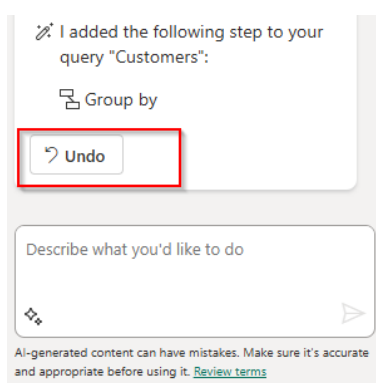 I added the following step to your
query "Customers":
Group by
Undo
Describe what you'd like to do
AI-generated content can have mistakes. Make sure it's accurate
and appropriate before using it. Review terms